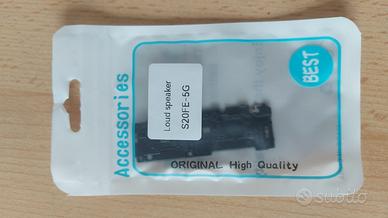 Accessories
Loud speaker
S20FE-5G
BEST
ORIGINAL High Quality
subito